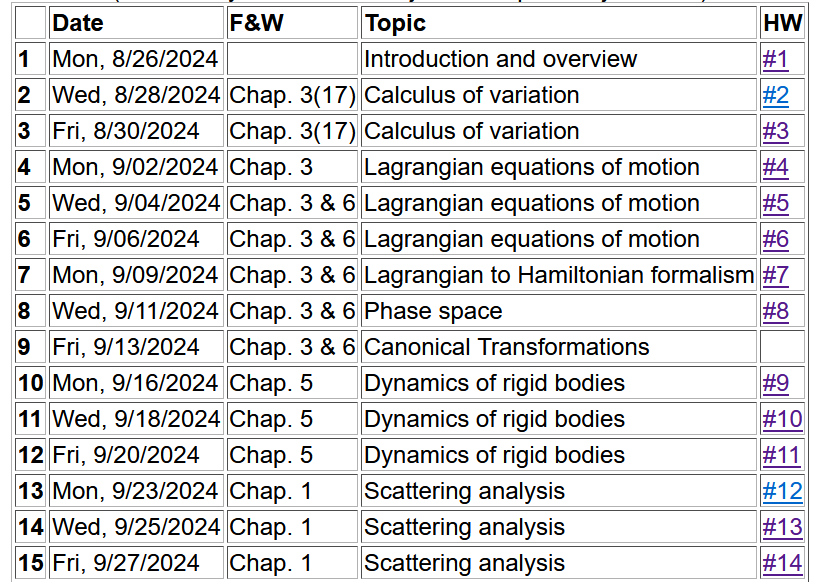 Date F&W Topic HW
1 Mon, 8/26/2024 Introduction and overview #1
2 Wed, 8/28/2024 Chap. 3(17) Calculus of variation #2
3 Fri, 8/30/2024 Chap. 3(17) Calculus of variation #3
4 Mon, 9/02/2024 Chap. 3 Lagrangian equations of motion #4
5 Wed, 9/04/2024 Chap. 3 & 6 Lagrangian equations of motion #5
6 Fri, 9/06/2024 Chap. 3 & 6 Lagrangian equations of motion #6
7 Mon, 9/09/2024 Chap. 3 & 6 Lagrangian to Hamiltonian formalism #7
8 Wed, 9/11/2024 Chap. 3 & 6 Phase space #8
9 Fri, 9/13/2024 Chap. 3 & 6 Canonical Transformations
10 Mon, 9/16/2024 Chap. 5 Dynamics of rigid bodies #9
11 Wed, 9/18/2024 Chap. 5 Dynamics of rigid bodies #10
12 Fri, 9/20/2024 Chap. 5 Dynamics of rigid bodies #11
13 Mon, 9/23/2024 Chap. 1 Scattering analysis #12
14 Wed, 9/25/2024 Chap. 1 Scattering analysis #13
15 Fri, 9/27/2024 Chap. 1 Scattering analysis #14